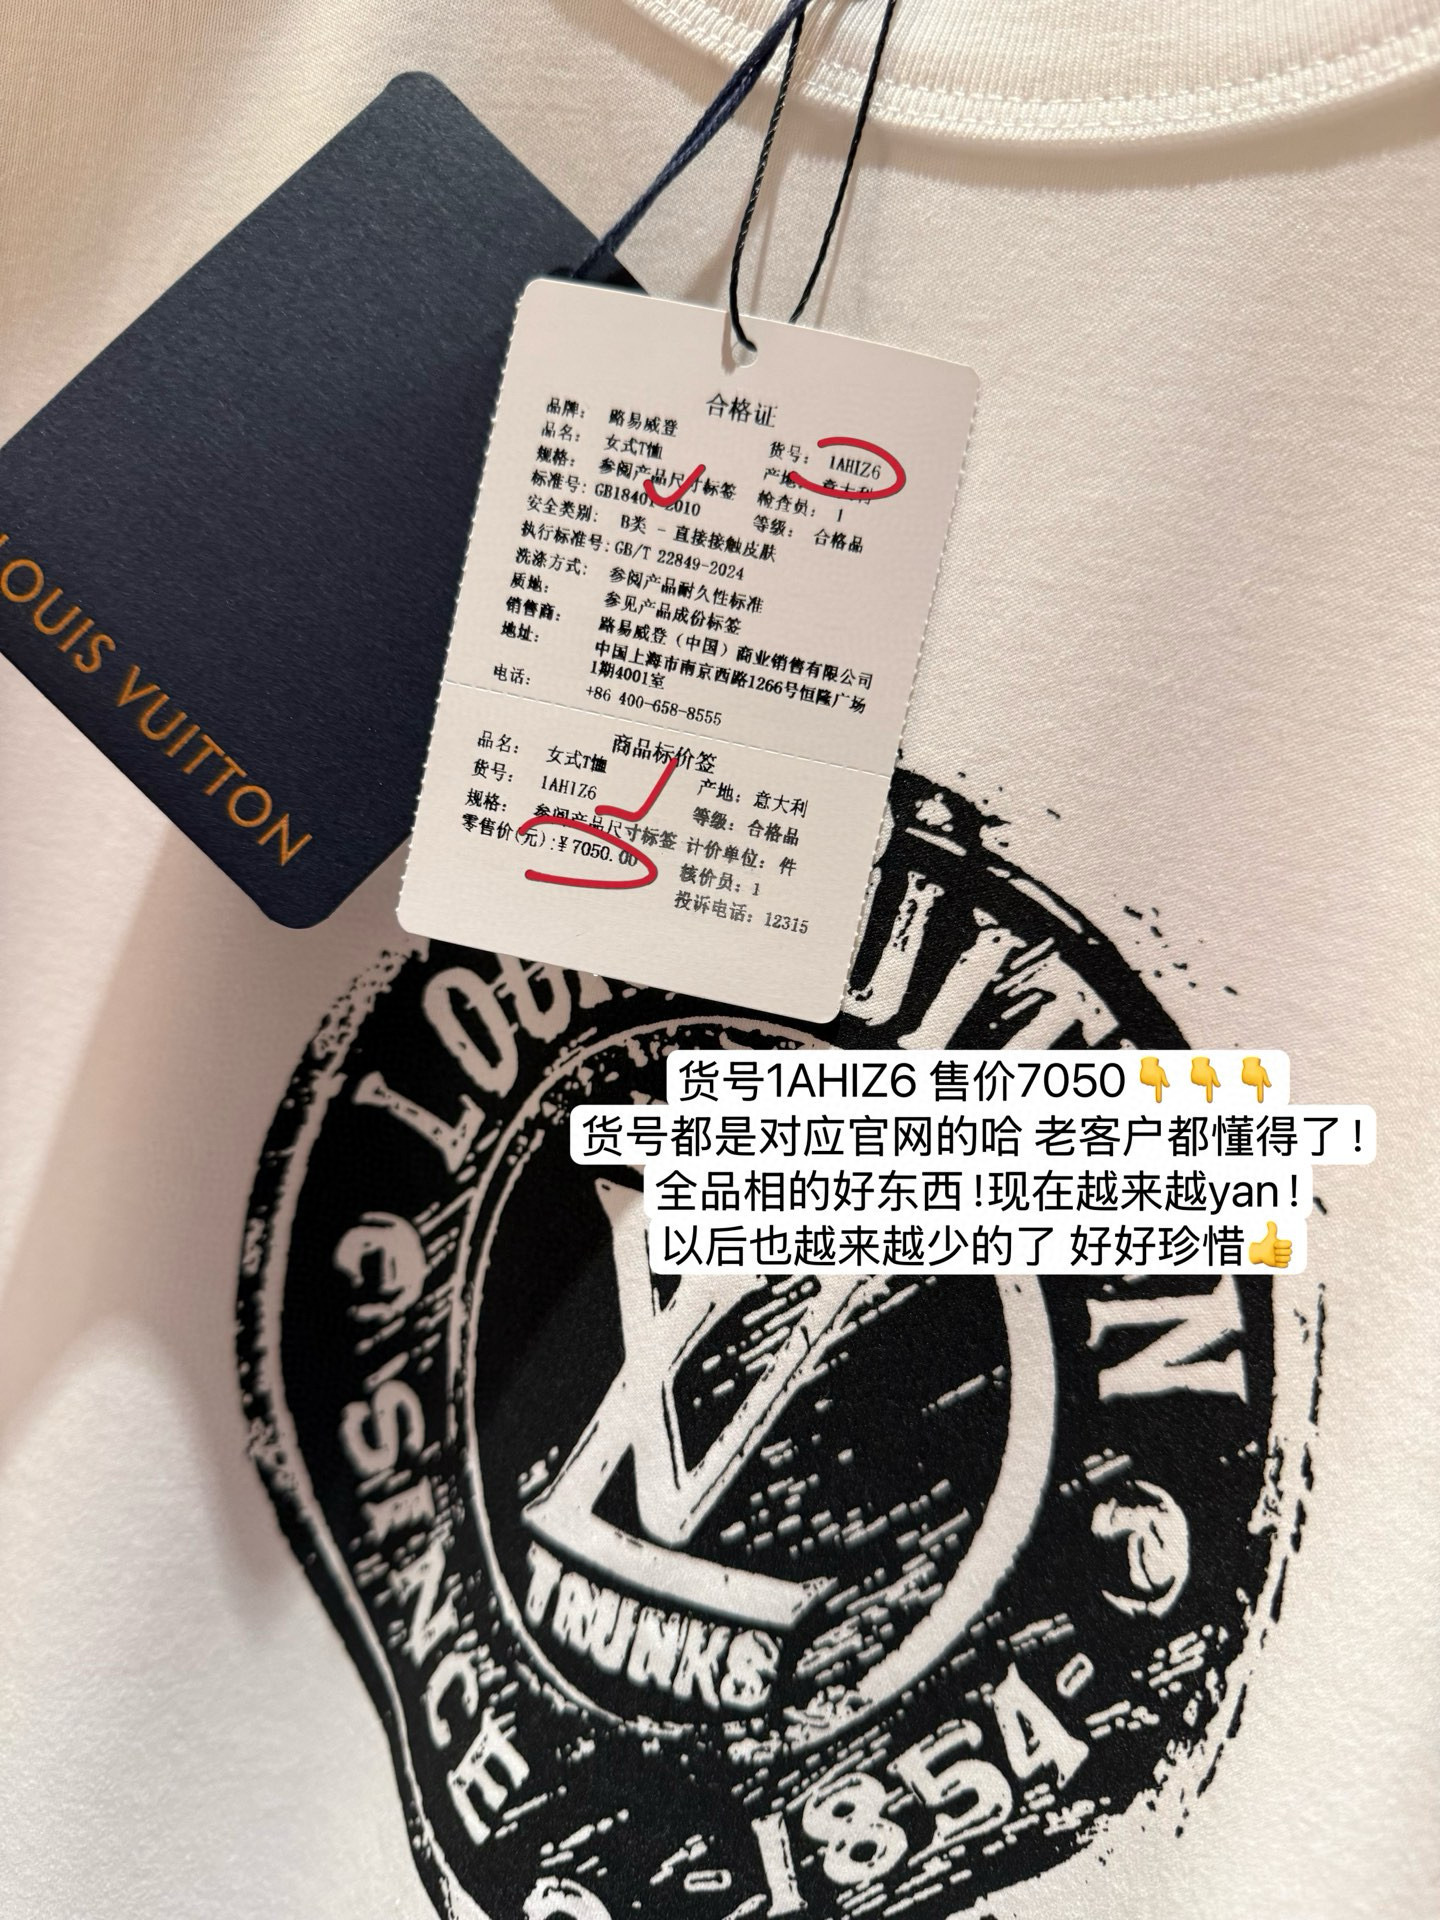 LOUIS VUITTON
合格证
品牌： 路易威登
品名： 女式T恤
货号： 1AHIZ6
规格： 参阅产品尺寸标签
产地： 意大利
标准号： GB18401-2010
检查员： 1
安全类别： B类 - 直接接触皮肤
等级： 合格品
执行标准号：GB/T 22849-2024
洗涤方式： 参阅产品耐久性标准
质地： 参见产品成份标签
销售商： 路易威登（中国）商业销售有限公司
地址： 中国上海市南京西路1266号恒隆广场
1期4001室
电话： +86 400-658-8555
商品标价签
品名： 女式T恤
产地： 意大利
货号： 1AHIZ6
等级： 合格品
规格： 参阅产品尺寸标签
计价单位： 件
零售价(元):¥7050.00
核价员： 1
投诉电话： 12315
货号1AHIZ6 售价7050👇👇👇
货号都是对应官网的哈 老客户都懂得了！
全品相的好东西！现在越来越yan！
以后也越来越少的了 好好珍惜👍
TRUNKS
1854